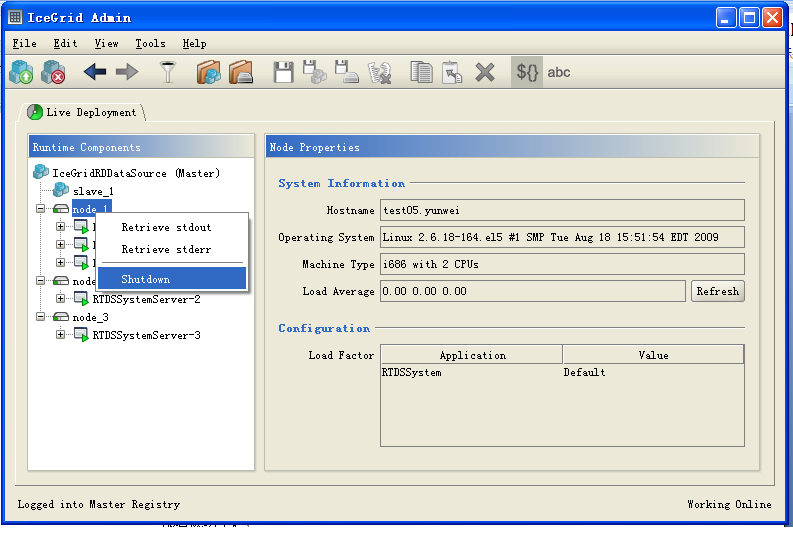 IceGrid Admin
File Edit View Tools Help
${} abc
Live Deployment
Runtime Components
IceGridRDDataSource (Master)
slave_1
node_1
Retrieve stdout
Retrieve stderr
Shutdown
node
RTDSSystemServer-2
node_3
RTDSSystemServer-3
Node Properties
System Information
Hostname test05.yunwei
Operating System Linux 2.6.18-164.el5 #1 SMP Tue Aug 18 15:51:54 EDT 2009
Machine Type i686 with 2 CPUs
Load Average 0.00 0.00 0.00 Refresh
Configuration
Load Factor Application Value
RTDSSystem Default
Logged into Master Registry Working Online